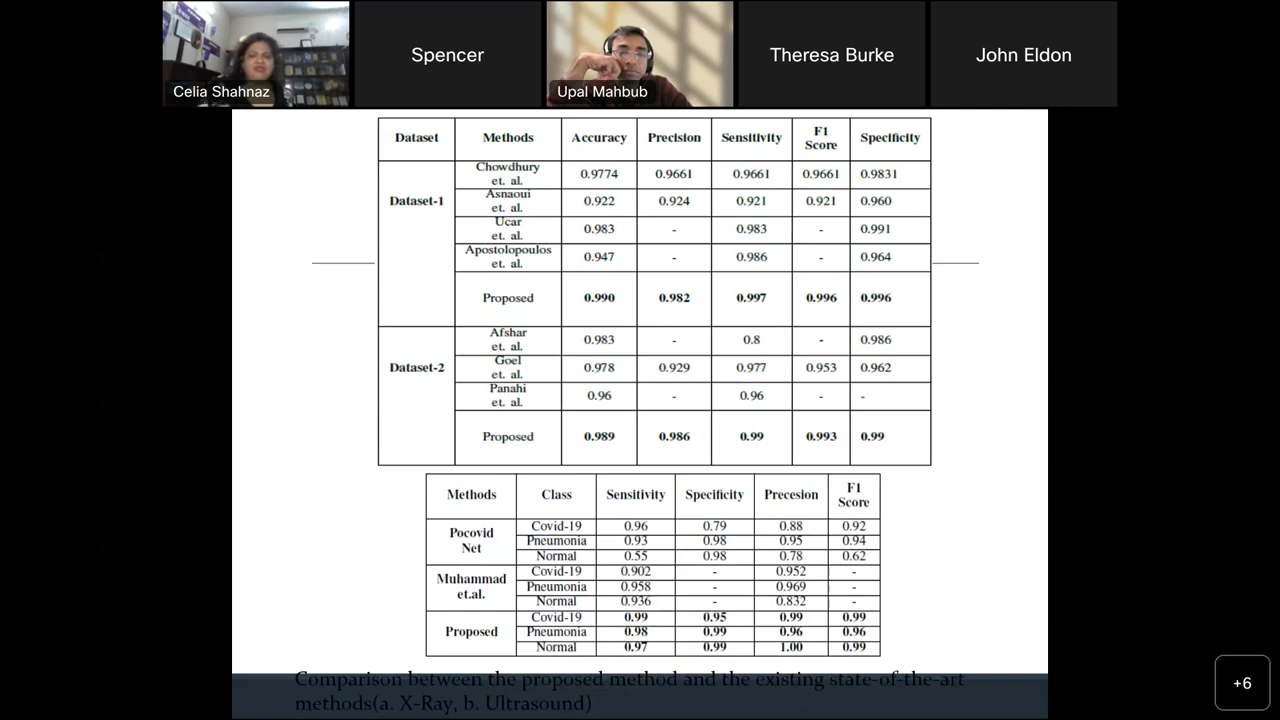 Celia Shahnaz
Spencer
Upal Mahbub
Theresa Burke
John Eldon
Dataset Methods Accuracy Precision Sensitivity F1 Score Specificity
Dataset-1
Chowdhury et. al. 0.9774 0.9661 0.9661 0.9661 0.9831
Asnaoui et. al. 0.922 0.924 0.921 0.921 0.960
Ucar et. al. 0.983 - 0.983 - 0.991
Apostolopoulos et. al. 0.947 - 0.986 - 0.964
Proposed 0.990 0.982 0.997 0.996 0.996
Dataset-2
Afshar et. al. 0.983 - 0.8 - 0.986
Goel et. al. 0.978 0.929 0.977 0.953 0.962
Panahi et. al. 0.96 - 0.96 - -
Proposed 0.989 0.986 0.99 0.993 0.99
Methods Class Sensitivity Specificity Precesion F1 Score
Pocovid Net
Covid-19 0.96 0.79 0.88 0.92
Pneumonia 0.93 0.98 0.95 0.94
Normal 0.55 0.98 0.78 0.62
Muhammad et.al.
Covid-19 0.902 - 0.952 -
Pneumonia 0.958 - 0.969 -
Normal 0.936 - 0.832 -
Proposed
Covid-19 0.99 0.95 0.99 0.99
Pneumonia 0.98 0.99 0.96 0.96
Normal 0.97 0.99 1.00 0.99
Comparison between the proposed method and the existing state-of-the-art
methods(a. X-Ray, b. Ultrasound)
+6